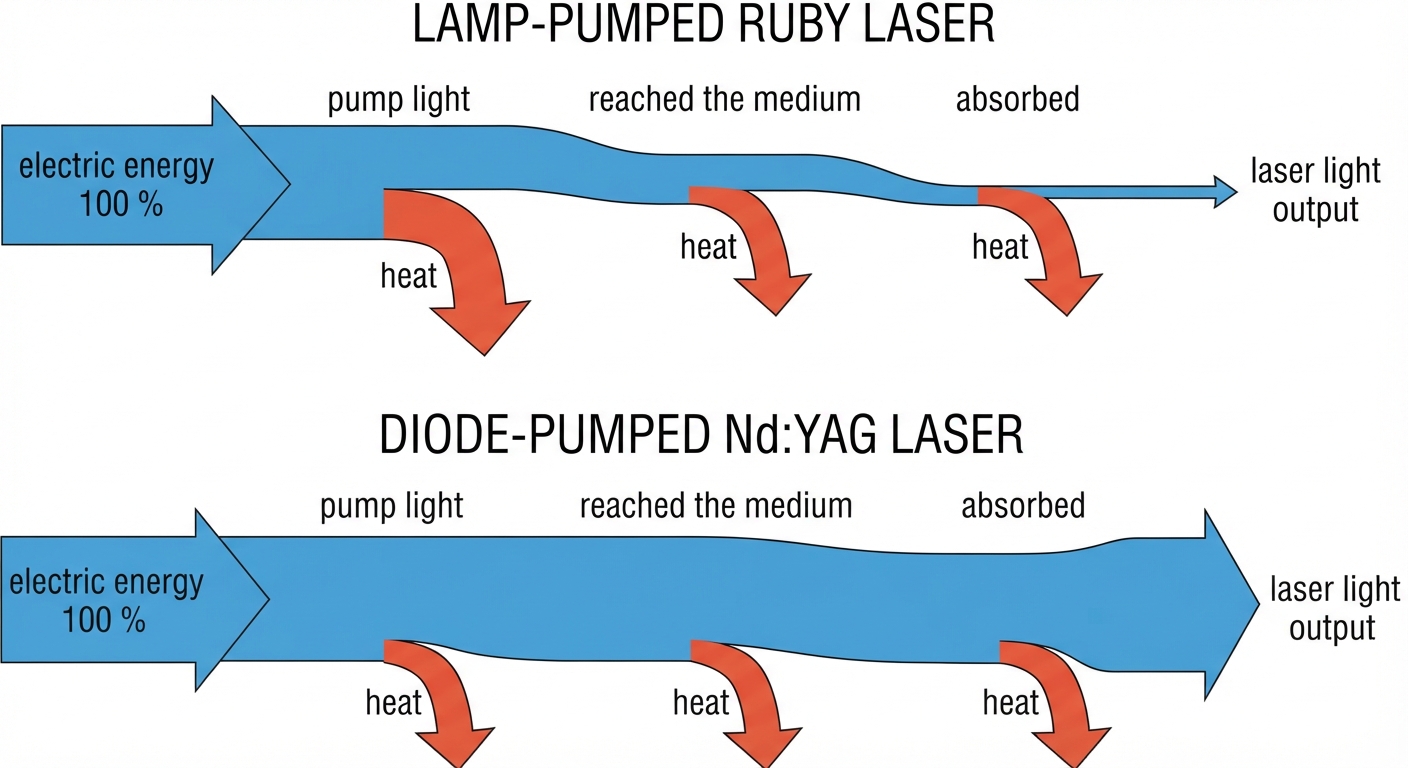 LAMP-PUMPED RUBY LASER
pump light
reached the medium
absorbed
electric energy
100 %
laser light
output
heat
heat
heat
DIODE-PUMPED Nd:YAG LASER
pump light
reached the medium
absorbed
electric energy
100 %
laser light
output
heat
heat
heat